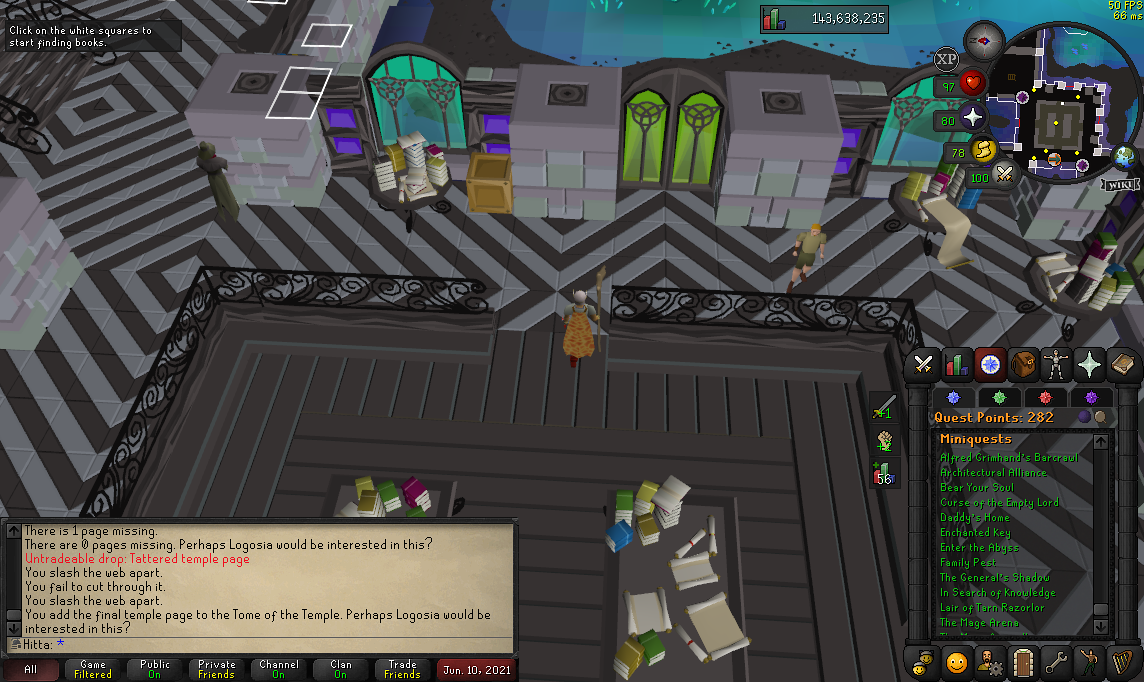 Click on the white squares to
start finding books.
143,638,235
50 FPS
66 ms
XP
97
80
78
100
WIKI
1
56
Quest Points: 282
Miniquests
Alfred Grimhand's Barcrawl
Architectural Alliance
Bear Your Soul
Curse of the Empty Lord
Daddy's Home
Enchanted Key
Enter the Abyss
Family Pest
The General's Shadow
In Search of Knowledge
Lair of Tarn Razorlor
The Mage Arena
There is 1 page missing.
There are 0 pages missing. Perhaps Logosia would be interested in this?
Untradeable drop: Tattered temple page
You slash the web apart.
You fail to cut through it.
You slash the web apart.
You add the final temple page to the Tome of the Temple. Perhaps Logosia would be
interested in this?
Hitta: *
All
Game
Filtered
Public
On
Private
Friends
Channel
On
Clan
On
Trade
Friends
Jun. 10, 2021